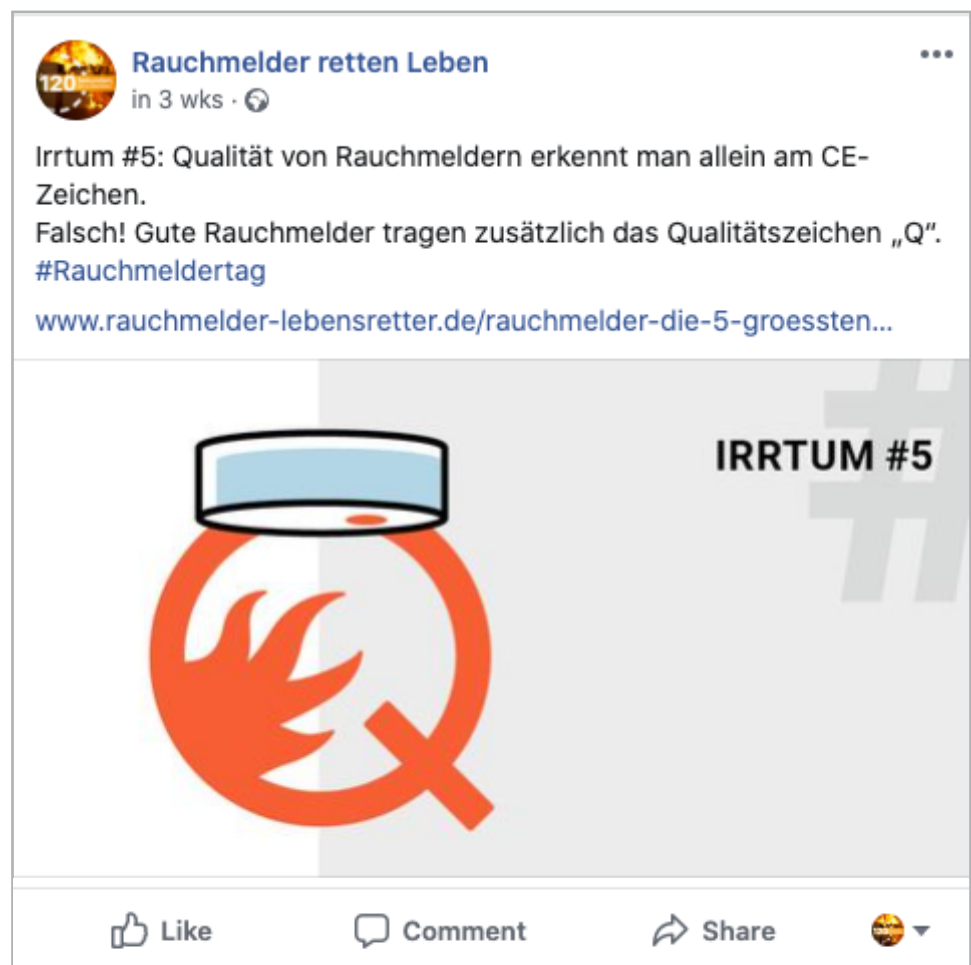 120
Rauchmelder retten Leben
in 3 wks ·
Irrtum #5: Qualität von Rauchmeldern erkennt man allein am CE-
Zeichen.
Falsch! Gute Rauchmelder tragen zusätzlich das Qualitätszeichen „Q“.
#Rauchmeldertag
www.rauchmelder-lebensretter.de/rauchmelder-die-5-groessten...
#
IRRTUM #5
Q
Like
Comment
Share